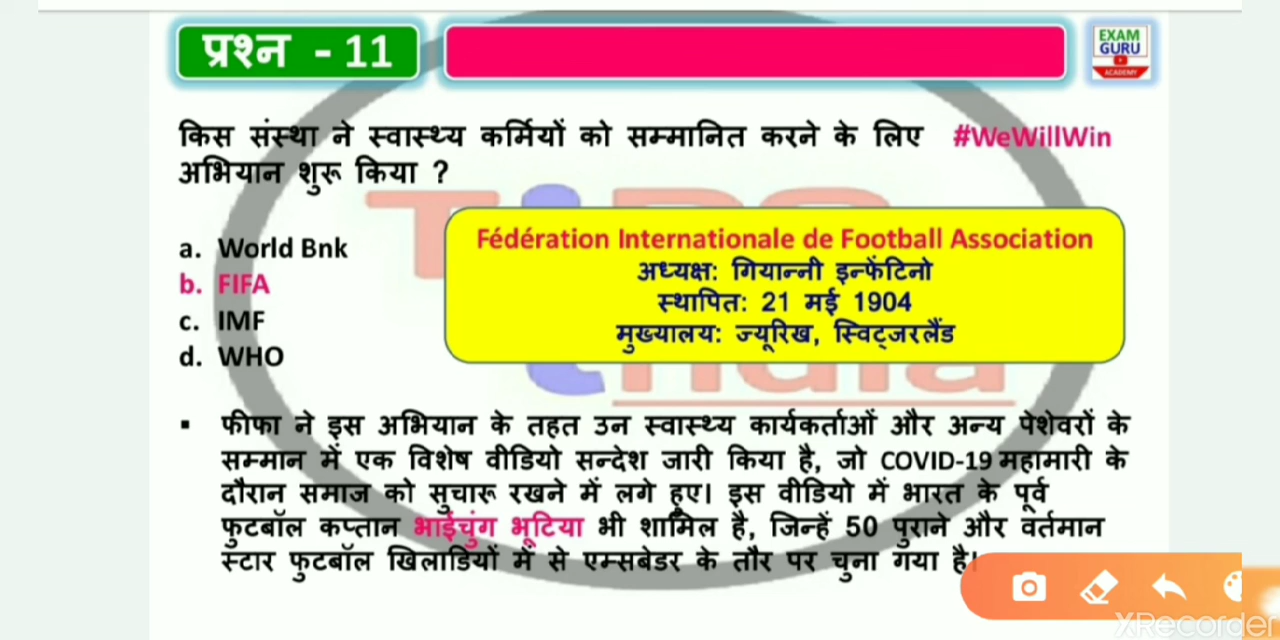 प्रश्न - 11
EXAM
GURU
ACADEMY
किस संस्था ने स्वास्थ्य कर्मियों को सम्मानित करने के लिए #WeWillWin
अभियान शुरू किया ?
a. World Bnk
b. FIFA
c. IMF
d. WHO
Fédération Internationale de Football Association
अध्यक्ष: गियान्नी इन्फेंटिनो
स्थापित: 21 मई 1904
मुख्यालय: ज्यूरिख, स्विट्जरलैंड
TIPS
India
▪ फीफा ने इस अभियान के तहत उन स्वास्थ्य कार्यकर्ताओं और अन्य पेशेवरों के
सम्मान में एक विशेष वीडियो सन्देश जारी किया है, जो COVID-19 महामारी के
दौरान समाज को सुचारू रखने में लगे हुए। इस वीडियो में भारत के पूर्व
फुटबॉल कप्तान भाईचुंग भूटिया भी शामिल है, जिन्हें 50 पुराने और वर्तमान
स्टार फुटबॉल खिलाडियों में से एम्सबेडर के तौर पर चुना गया है।
XRecorder